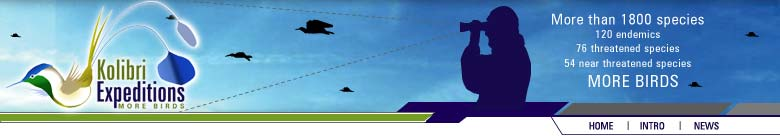 Kolibri
Expeditions
MORE BIRDS
More than 1800 species
120 endemics
76 threatened species
54 near threatened species
MORE BIRDS
HOME | INTRO | NEWS